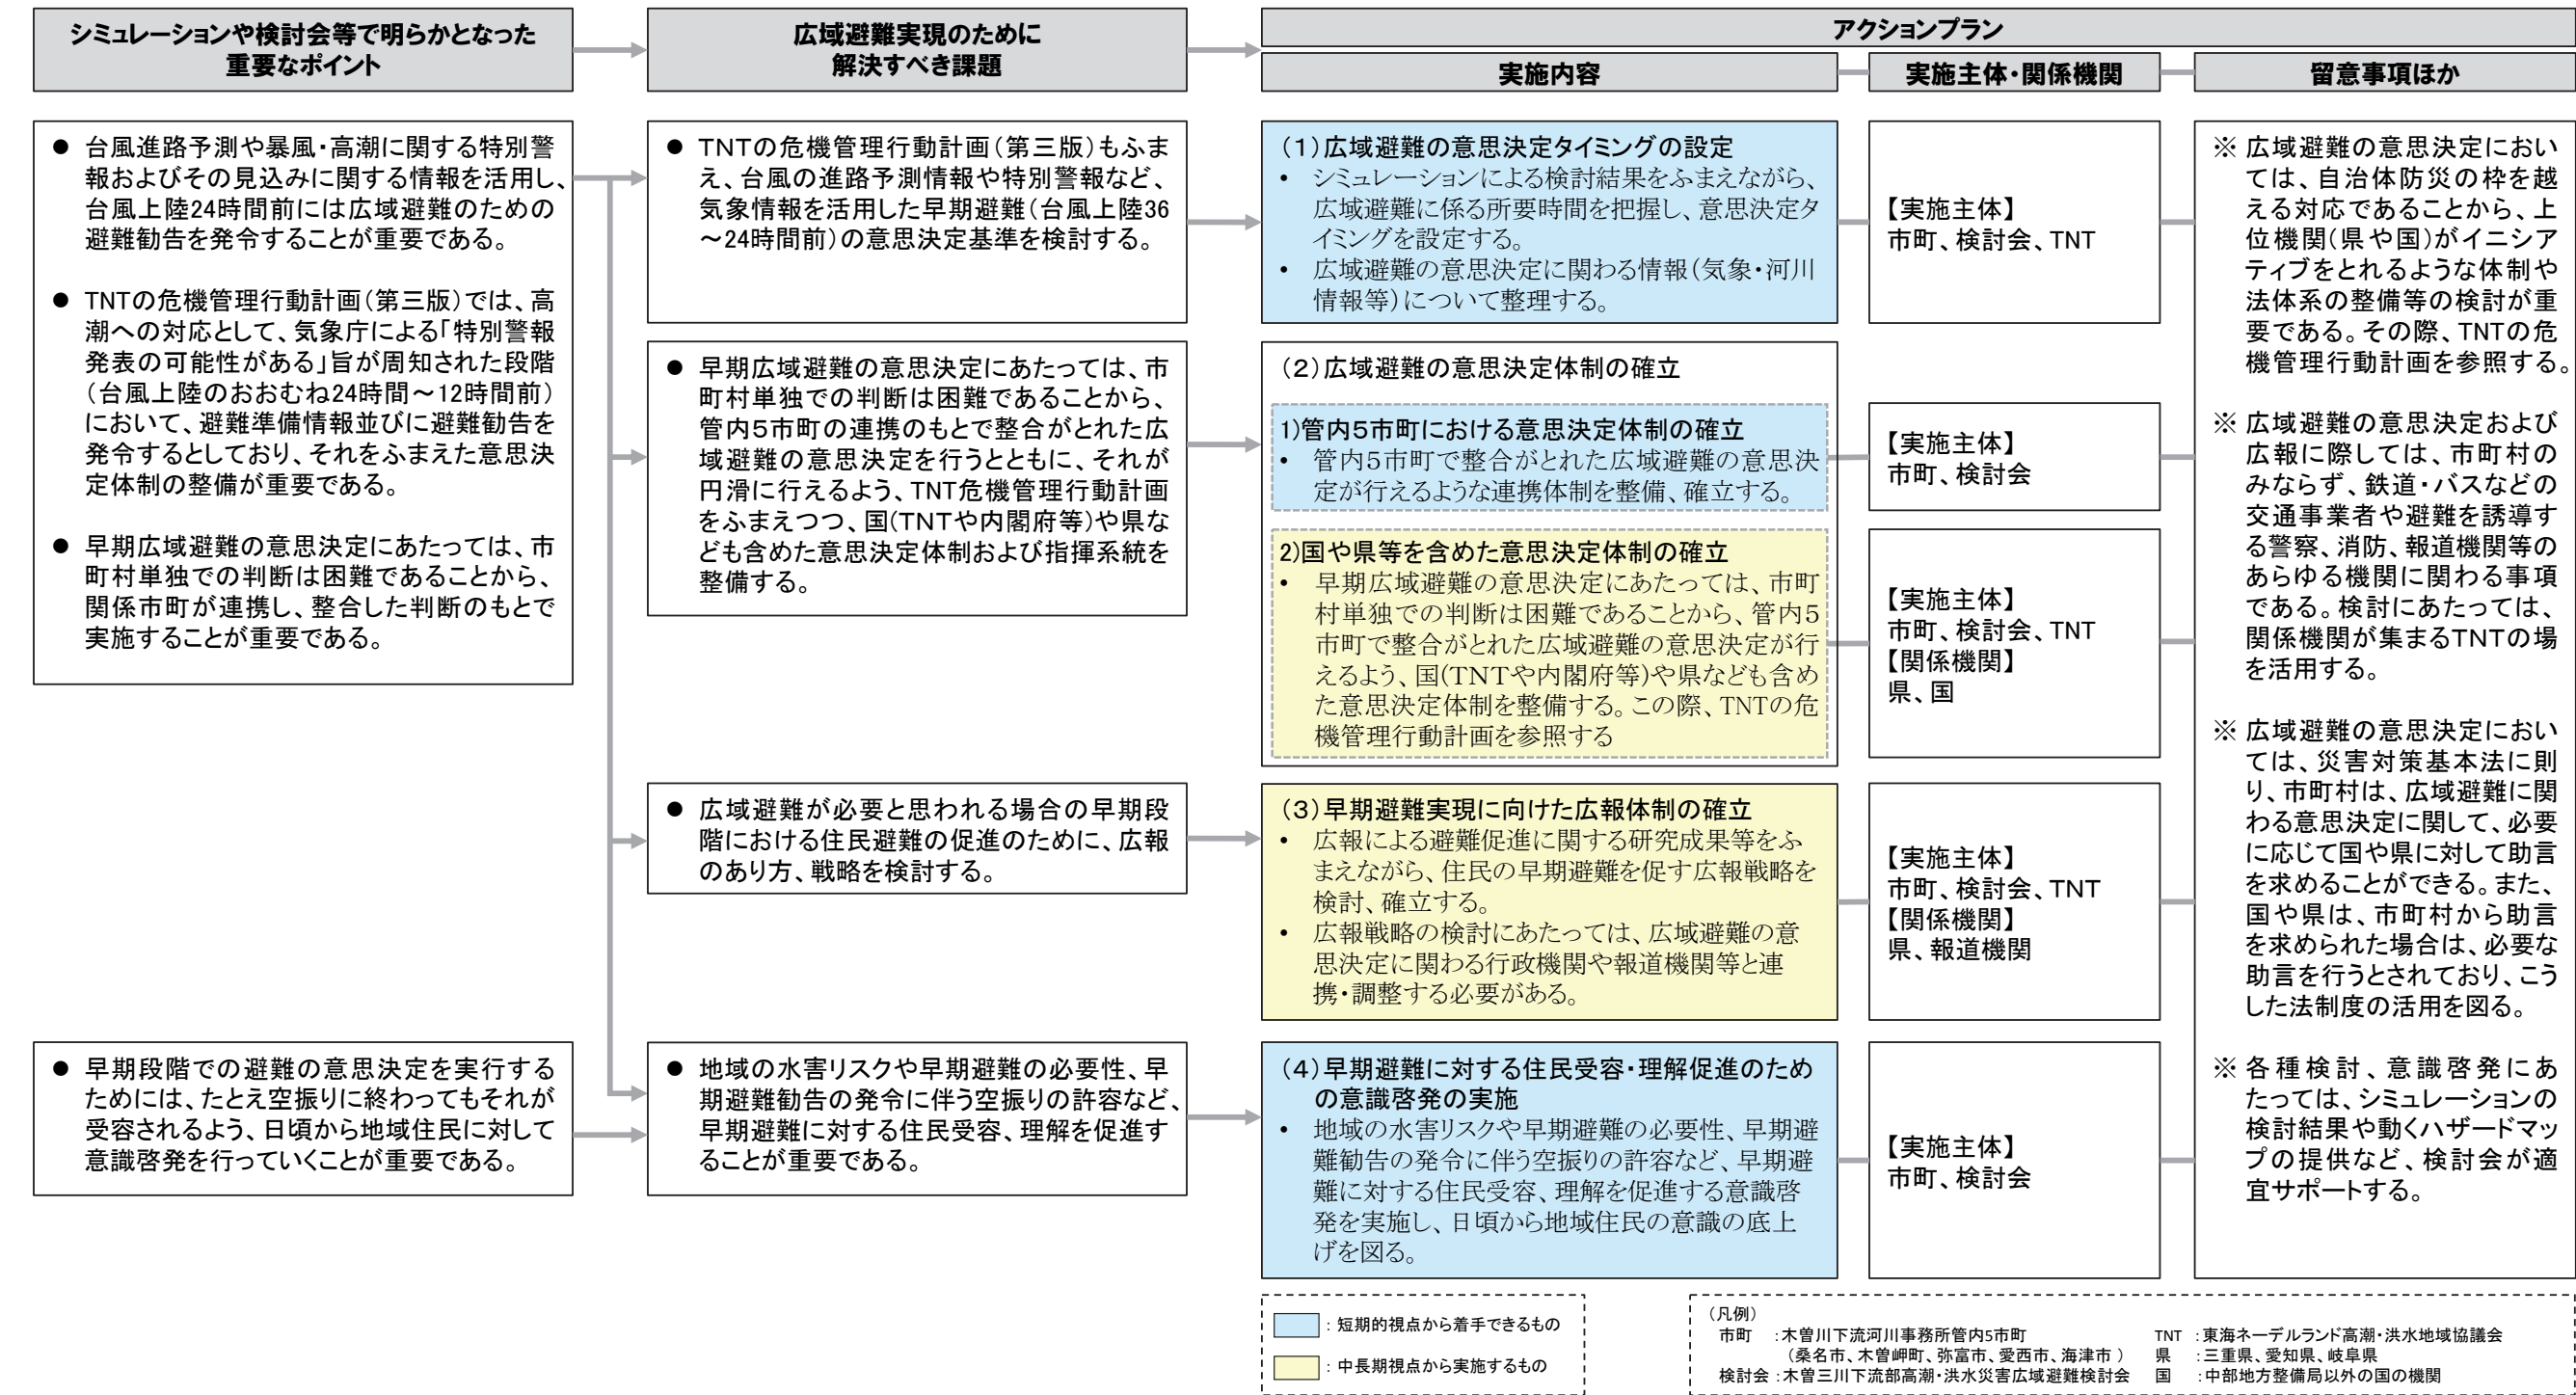 シミュレーションや検討会等で明らかとなった
重要なポイント
広域避難実現のために
解決すべき課題
アクションプラン
実施内容
実施主体・関係機関
留意事項ほか
● 台風進路予測や暴風・高潮に関する特別警
報およびその見込みに関する情報を活用し、
台風上陸24時間前には広域避難のための
避難勧告を発令することが重要である。
● TNTの危機管理行動計画（第三版）では、高
潮への対応として、気象庁による「特別警報
発表の可能性がある」旨が周知された段階
（台風上陸のおおむね24時間～12時間前）
において、避難準備情報並びに避難勧告を
発令するとしており、それをふまえた意思決
定体制の整備が重要である。
● 早期広域避難の意思決定にあたっては、市
町村単独での判断は困難であることから、
関係市町が連携し、整合した判断のもとで
実施することが重要である。
● 早期段階での避難の意思決定を実行する
ためには、たとえ空振りに終わってもそれが
受容されるよう、日頃から地域住民に対して
意識啓発を行っていくことが重要である。
● TNTの危機管理行動計画（第三版）もふま
え、台風の進路予測情報や特別警報など、
気象情報を活用した早期避難（台風上陸36
～24時間前）の意思決定基準を検討する。
● 早期広域避難の意思決定にあたっては、市
町村単独での判断は困難であることから、
管内5市町の連携のもとで整合がとれた広
域避難の意思決定を行うとともに、それが
円滑に行えるよう、TNT危機管理行動計画
をふまえつつ、国(TNTや内閣府等)や県な
ども含めた意思決定体制および指揮系統を
整備する。
● 広域避難が必要と思われる場合の早期段
階における住民避難の促進のために、広報
のあり方、戦略を検討する。
● 地域の水害リスクや早期避難の必要性、早
期避難勧告の発令に伴う空振りの許容など、
早期避難に対する住民受容、理解を促進す
ることが重要である。
（1）広域避難の意思決定タイミングの設定
• シミュレーションによる検討結果をふまえながら、
広域避難に係る所要時間を把握し、意思決定タ
イミングを設定する。
• 広域避難の意思決定に関わる情報（気象・河川
情報等）について整理する。
（2）広域避難の意思決定体制の確立
1)管内5市町における意思決定体制の確立
• 管内5市町で整合がとれた広域避難の意思決
定が行えるような連携体制を整備、確立する。
2)国や県等を含めた意思決定体制の確立
• 早期広域避難の意思決定にあたっては、市町
村単独での判断は困難であることから、管内5
市町で整合がとれた広域避難の意思決定が行
えるよう、国(TNTや内閣府等)や県なども含め
た意思決定体制を整備する。この際、TNTの危
機管理行動計画を参照する
（3）早期避難実現に向けた広報体制の確立
• 広報による避難促進に関する研究成果等をふ
まえながら、住民の早期避難を促す広報戦略を
検討、確立する。
• 広報戦略の検討にあたっては、広域避難の意
思決定に関わる行政機関や報道機関等と連
携・調整する必要がある。
（4）早期避難に対する住民受容・理解促進のため
の意識啓発の実施
• 地域の水害リスクや早期避難の必要性、早期避
難勧告の発令に伴う空振りの許容など、早期避
難に対する住民受容、理解を促進する意識啓
発を実施し、日頃から地域住民の意識の底上
げを図る。
【実施主体】
市町、検討会、TNT
【実施主体】
市町、検討会
【実施主体】
市町、検討会、TNT
【関係機関】
県、国
【実施主体】
市町、検討会、TNT
【関係機関】
県、報道機関
【実施主体】
市町、検討会
※ 広域避難の意思決定におい
ては、自治体防災の枠を越
える対応であることから、上
位機関(県や国)がイニシア
ティブをとれるような体制や
法体系の整備等の検討が重
要である。その際、TNTの危
機管理行動計画を参照する。
※ 広域避難の意思決定および
広報に際しては、市町村の
みならず、鉄道・バスなどの
交通事業者や避難を誘導す
る警察、消防、報道機関等の
あらゆる機関に関わる事項
である。検討にあたっては、
関係機関が集まるTNTの場
を活用する。
※ 広域避難の意思決定におい
ては、災害対策基本法に則
り、市町村は、広域避難に関
わる意思決定に関して、必要
に応じて国や県に対して助言
を求めることができる。また、
国や県は、市町村から助言
を求められた場合は、必要な
助言を行うとされており、こう
した法制度の活用を図る。
※ 各種検討、意識啓発にあ
たっては、シミュレーションの
検討結果や動くハザードマッ
プの提供など、検討会が適
宜サポートする。
：短期的視点から着手できるもの
：中長期視点から実施するもの
（凡例）
市町 ：木曽川下流河川事務所管内5市町
（桑名市、木曽岬町、弥富市、愛西市、海津市 ）
検討会 ：木曽三川下流部高潮・洪水災害広域避難検討会
TNT ：東海ネーデルランド高潮・洪水地域協議会
県 ：三重県、愛知県、岐阜県
国 ：中部地方整備局以外の国の機関